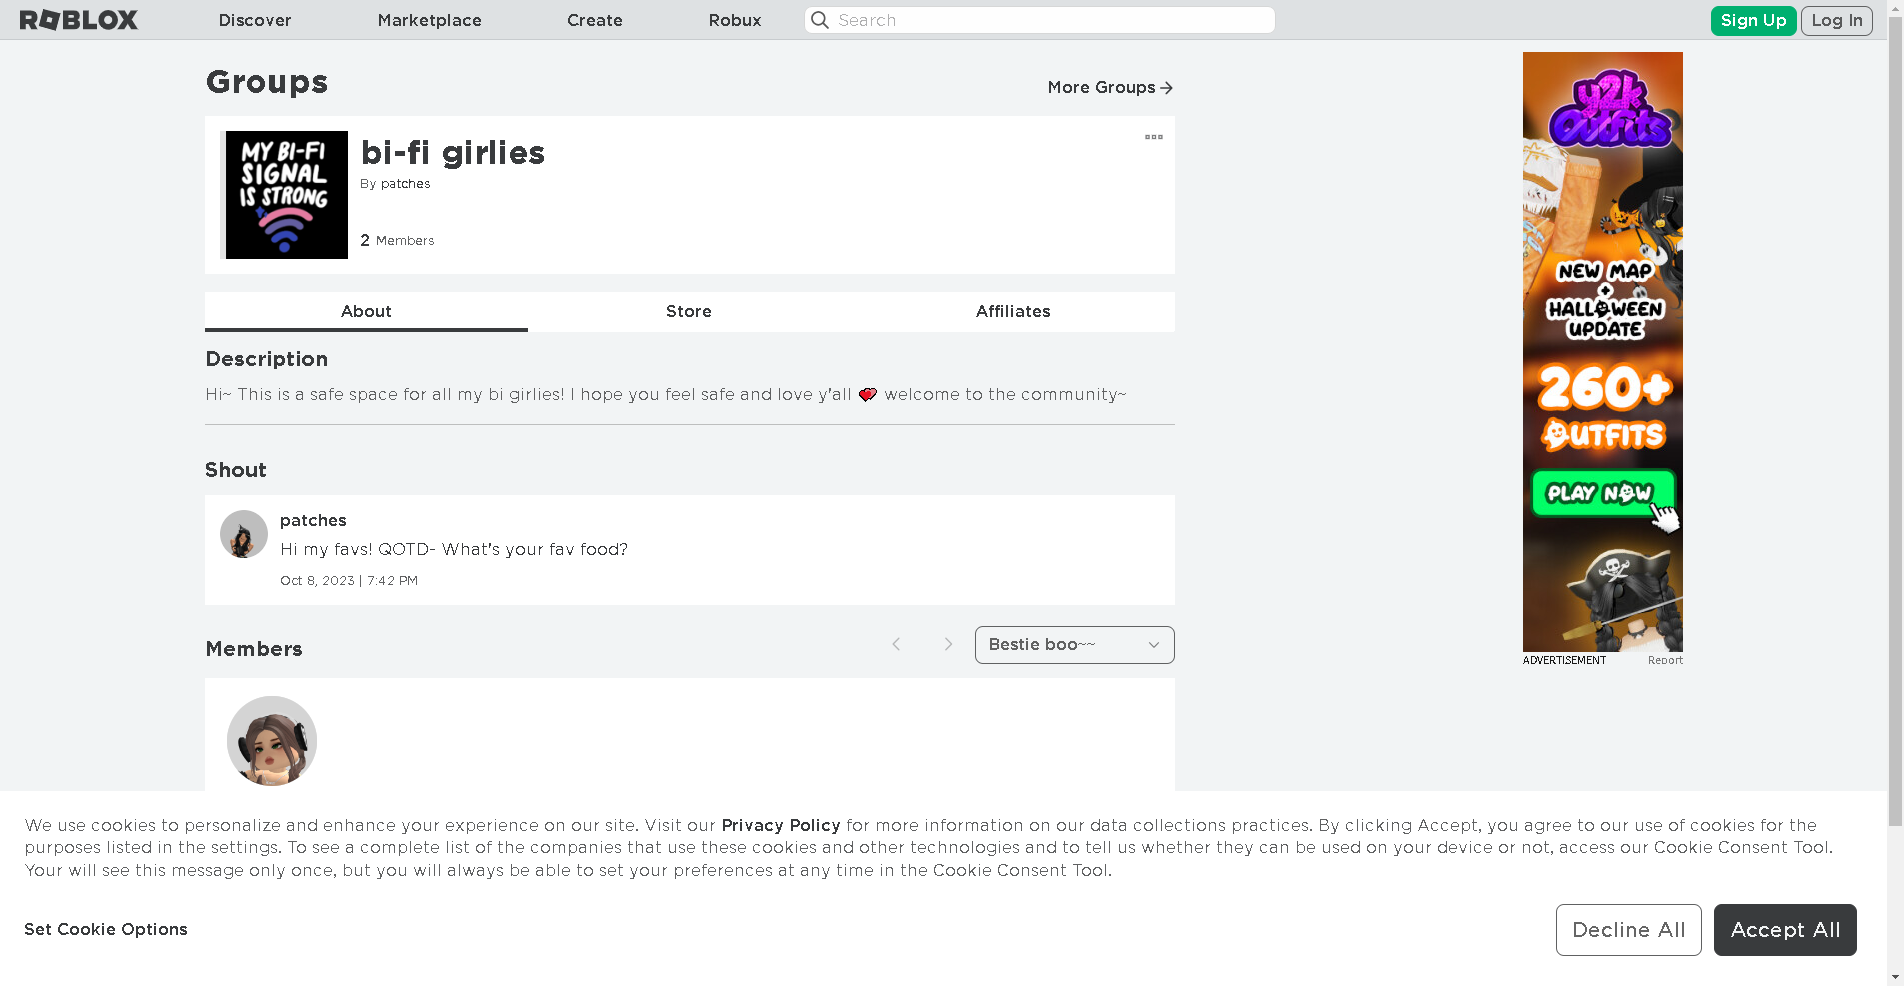 ROBLOX Discover Marketplace Create Robux Search Sign Up Log In
Groups
More Groups
MY BI-FI
SIGNAL
IS STRONG
bi-fi girlies
By patches
2 Members
About Store Affiliates
Description
Hi~ This is a safe space for all my bi girlies! I hope you feel safe and love y'all 💕 welcome to the community~
Shout
patches
Hi my favs! QOTD- What's your fav food?
Oct 8, 2023 | 7:42 PM
Members
Bestie boo~~
y2k
Outfits
NEW MAP
+
HALLOWEEN
UPDATE
260+
OUTFITS
PLAY NOW
ADVERTISEMENT Report
We use cookies to personalize and enhance your experience on our site. Visit our Privacy Policy for more information on our data collections practices. By clicking Accept, you agree to our use of cookies for the
purposes listed in the settings. To see a complete list of the companies that use these cookies and other technologies and to tell us whether they can be used on your device or not, access our Cookie Consent Tool.
Your will see this message only once, but you will always be able to set your preferences at any time in the Cookie Consent Tool.
Set Cookie Options
Decline All
Accept All